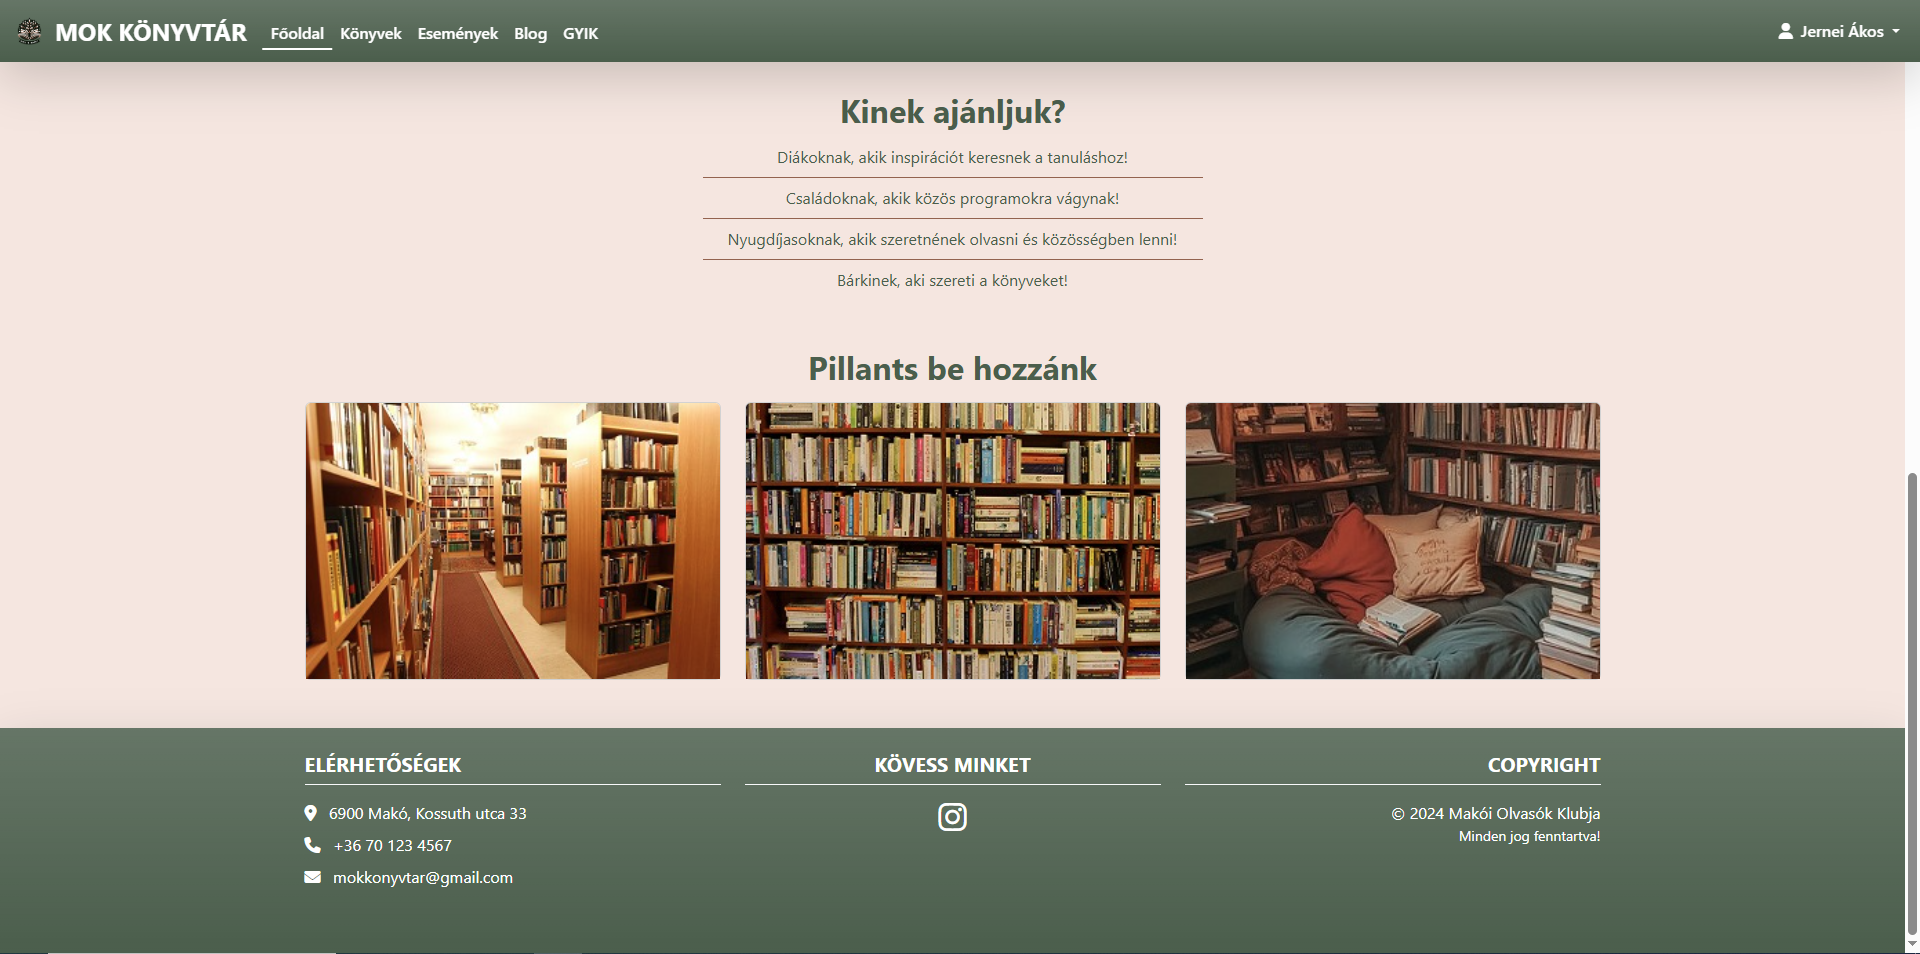 MOK KÖNYVTÁR Főoldal Könyvek Események Blog GYIK Jernei Ákos
Kinek ajánljuk?
Diákoknak, akik inspirációt keresnek a tanuláshoz!
Családoknak, akik közös programokra vágynak!
Nyugdíjasoknak, akik szeretnének olvasni és közösségben lenni!
Bárkinek, aki szereti a könyveket!
Pillants be hozzánk
ELÉRHETŐSÉGEK
6900 Makó, Kossuth utca 33
+36 70 123 4567
mokkonyvtar@gmail.com
KÖVESS MINKET
COPYRIGHT
© 2024 Makói Olvasók Klubja
Minden jog fenntartva!